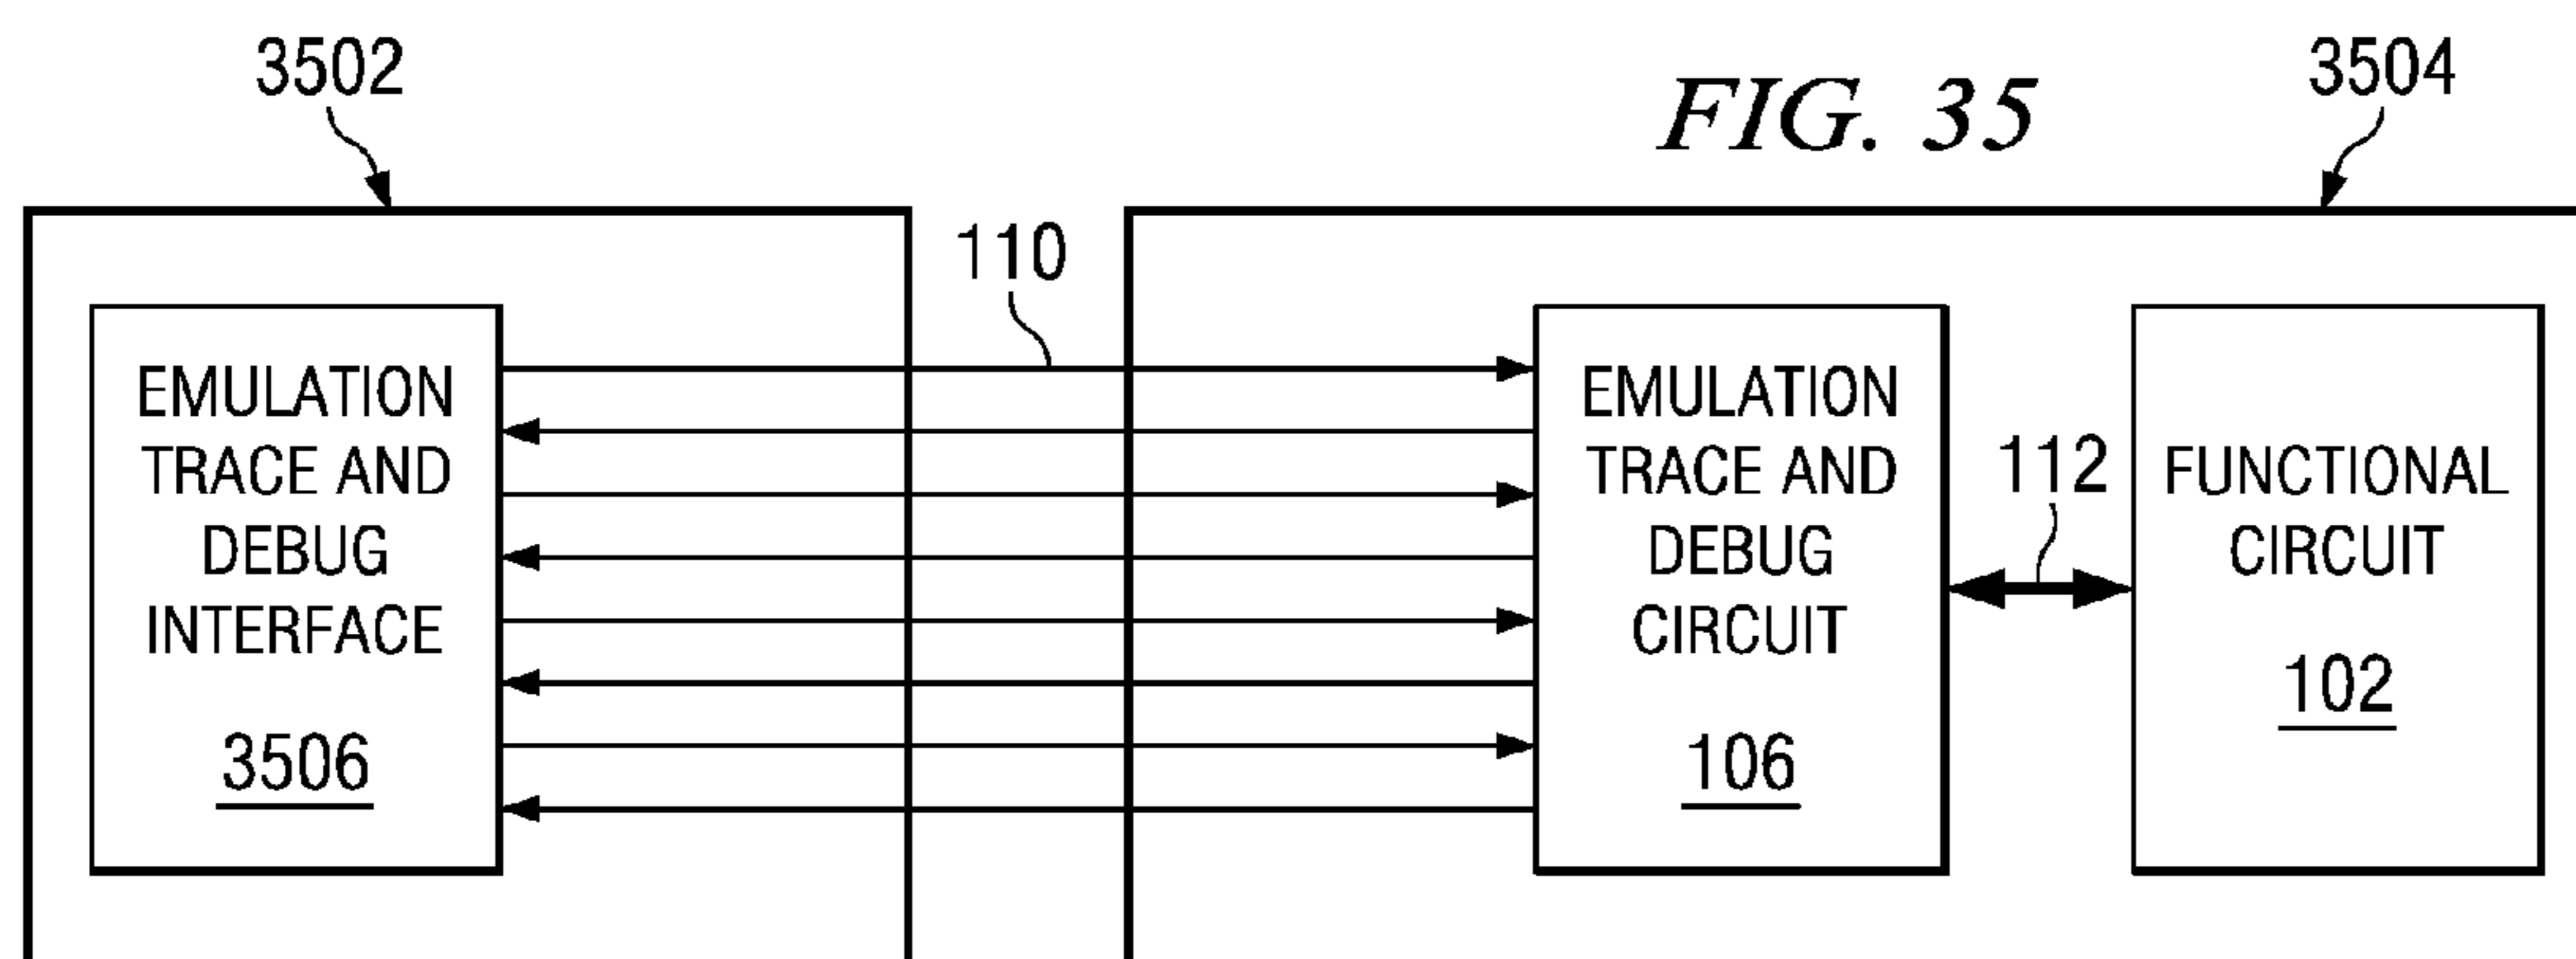 3502
FIG. 35
3504
110
EMULATION
TRACE AND
DEBUG
INTERFACE
3506
EMULATION
TRACE AND
DEBUG
CIRCUIT
106
112
FUNCTIONAL
CIRCUIT
102